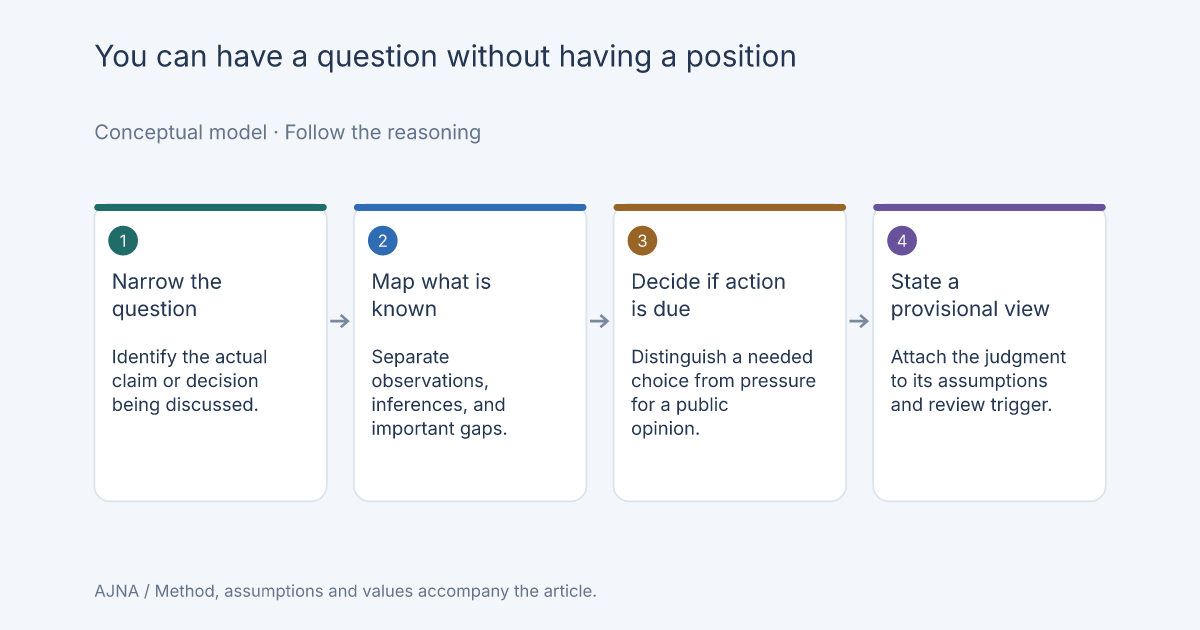 You can have a question without having a position
Conceptual model · Follow the reasoning
1
Narrow the
question
Identify the actual
claim or decision
being discussed.
2
Map what is
known
Separate
observations,
inferences, and
important gaps.
3
Decide if action
is due
Distinguish a needed
choice from pressure
for a public
opinion.
4
State a
provisional view
Attach the judgment
to its assumptions
and review trigger.
AJNA / Method, assumptions and values accompany the article.